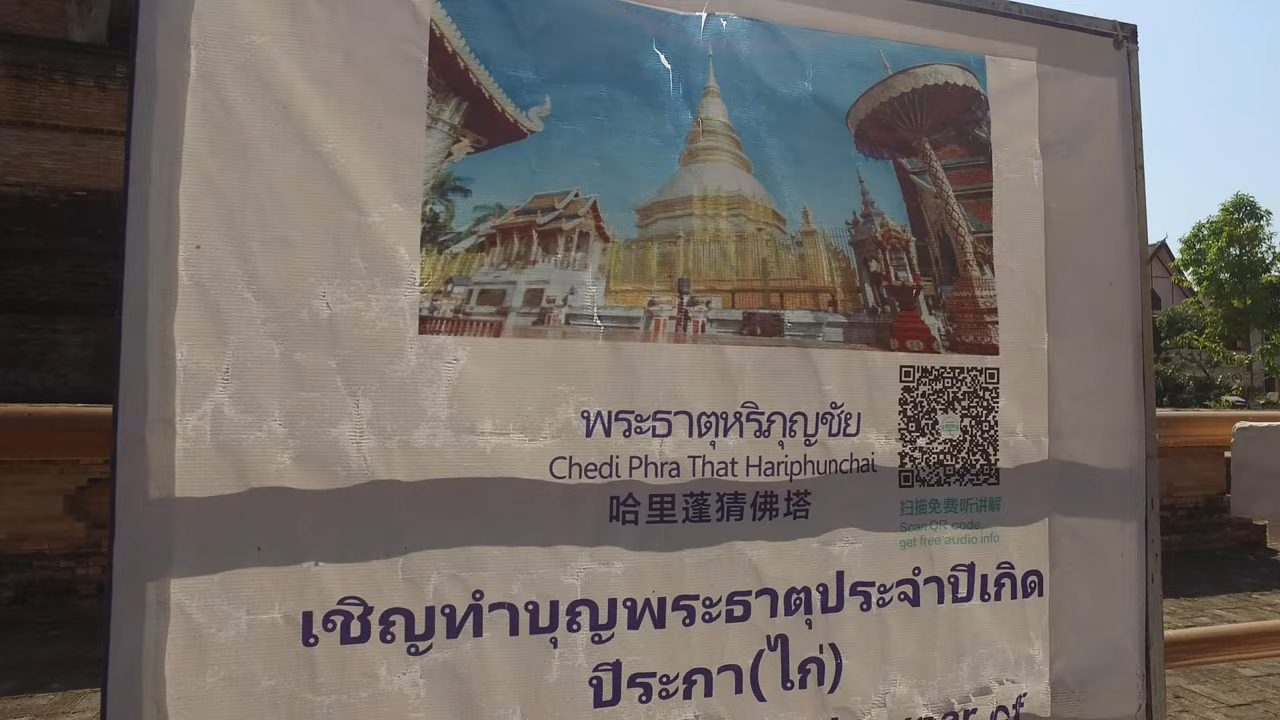 พระธาตุหริภุญชัย
Chedi Phra That Hariphunchai
哈里蓬猜佛塔
扫描免费听讲解
Scan QR code,
get free audio info
เชิญทำบุญพระธาตุประจำปีเกิด
ปีระกา(ไก่)
year of